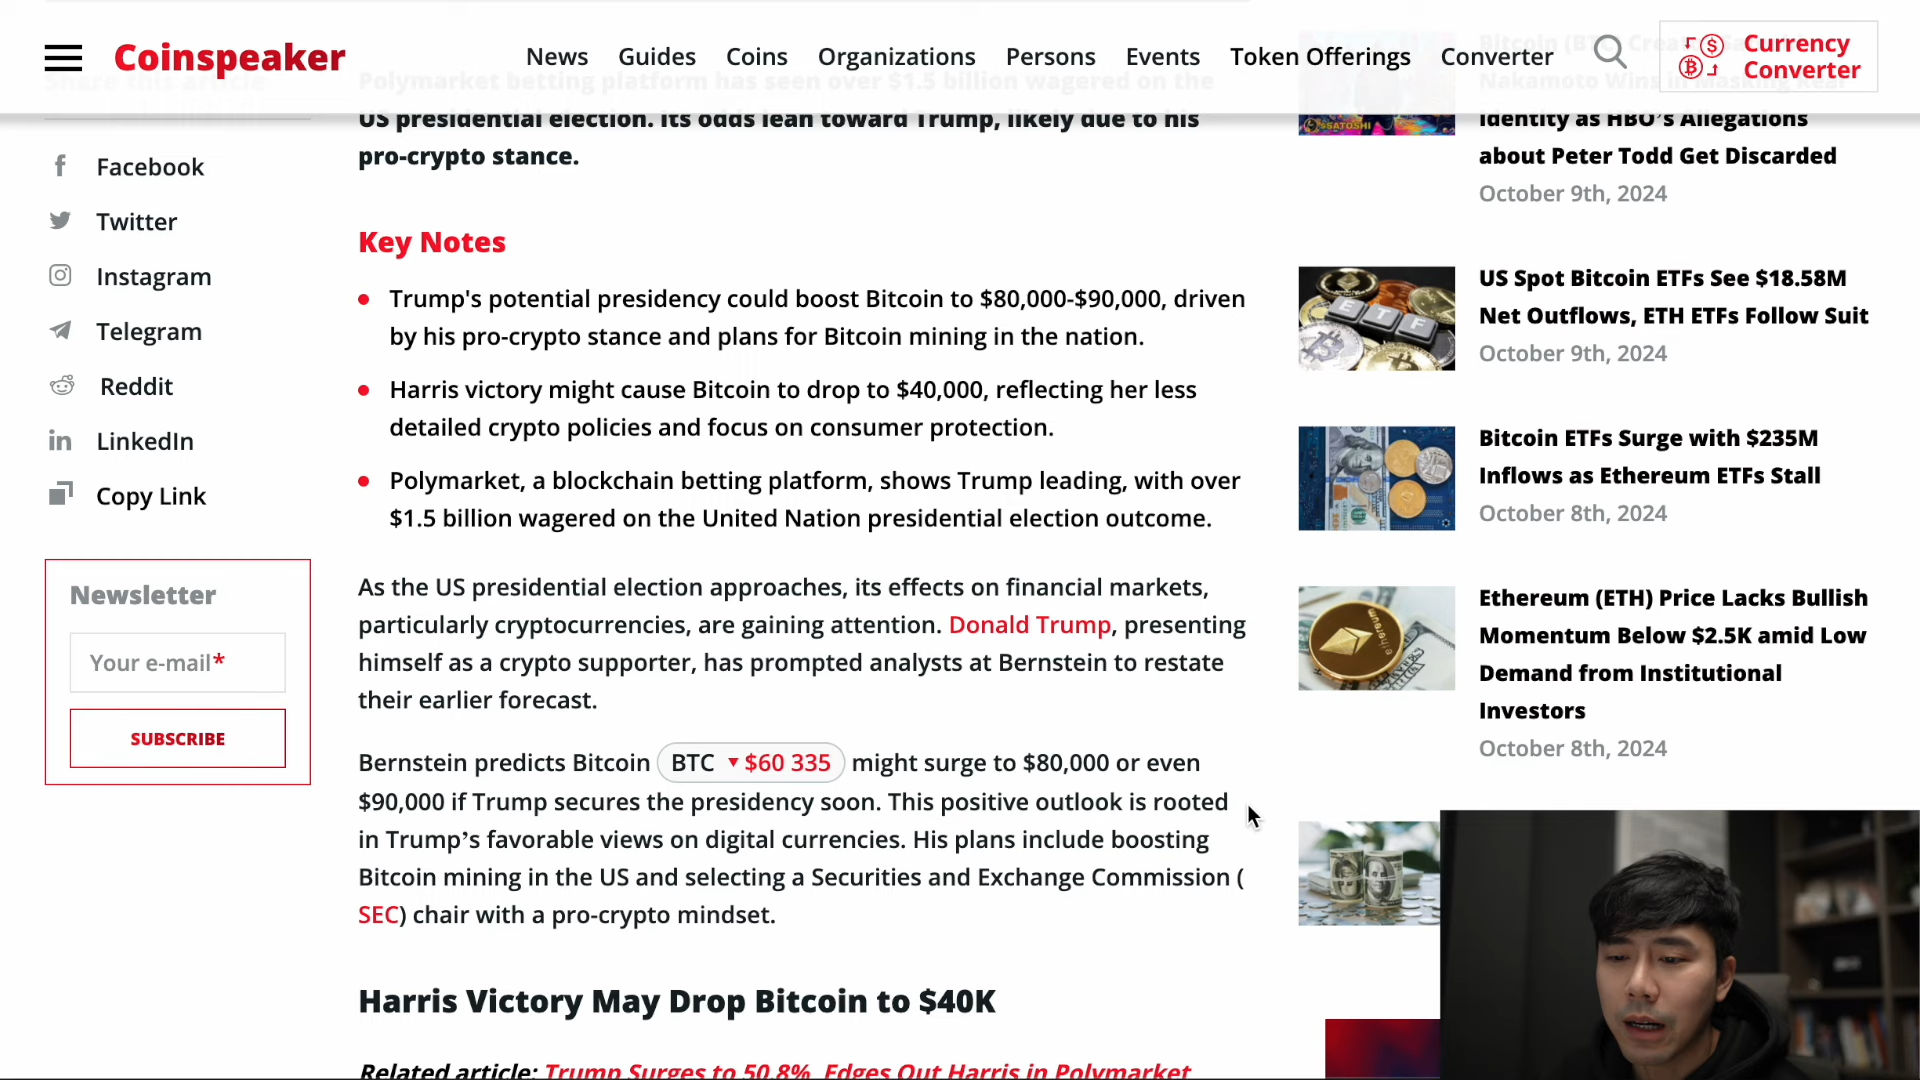 Coinspeaker
News Guides Coins Organizations Persons Events Token Offerings Converter
Currency
Converter
Share this article
Facebook
Twitter
Instagram
Telegram
Reddit
LinkedIn
Copy Link
Newsletter
Your e-mail*
SUBSCRIBE
Polymarket betting platform has seen over $1.5 billion wagered on the
US presidential election. Its odds lean toward Trump, likely due to his
pro-crypto stance.
Key Notes
Trump's potential presidency could boost Bitcoin to $80,000-$90,000, driven
by his pro-crypto stance and plans for Bitcoin mining in the nation.
Harris victory might cause Bitcoin to drop to $40,000, reflecting her less
detailed crypto policies and focus on consumer protection.
Polymarket, a blockchain betting platform, shows Trump leading, with over
$1.5 billion wagered on the United Nation presidential election outcome.
As the US presidential election approaches, its effects on financial markets,
particularly cryptocurrencies, are gaining attention. Donald Trump, presenting
himself as a crypto supporter, has prompted analysts at Bernstein to restate
their earlier forecast.
Bernstein predicts Bitcoin BTC ▼ $60 335 might surge to $80,000 or even
$90,000 if Trump secures the presidency soon. This positive outlook is rooted
in Trump’s favorable views on digital currencies. His plans include boosting
Bitcoin mining in the US and selecting a Securities and Exchange Commission (
SEC) chair with a pro-crypto mindset.
Harris Victory May Drop Bitcoin to $40K
Related article: Trump Surges to 50.8%, Edges Out Harris in Polymarket
Nakamoto Wins in Masking Real
Identity as HBO’s Allegations
about Peter Todd Get Discarded
October 9th, 2024
SATOSHI
ETF
US Spot Bitcoin ETFs See $18.58M
Net Outflows, ETH ETFs Follow Suit
October 9th, 2024
Bitcoin ETFs Surge with $235M
Inflows as Ethereum ETFs Stall
October 8th, 2024
ethereum
Ethereum (ETH) Price Lacks Bullish
Momentum Below $2.5K amid Low
Demand from Institutional
Investors
October 8th, 2024